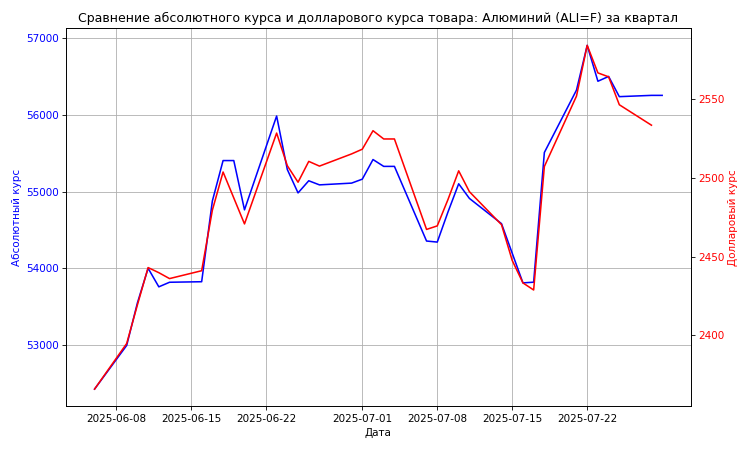 Сравнение абсолютного курса и долларового курса товара: Алюминий (ALI=F) за квартал
57000
56000
55000
54000
53000
Абсолютный курс
2550
2500
2450
2400
Долларовый курс
2025-06-08 2025-06-15 2025-06-22 2025-07-01 2025-07-08 2025-07-15 2025-07-22
Дата